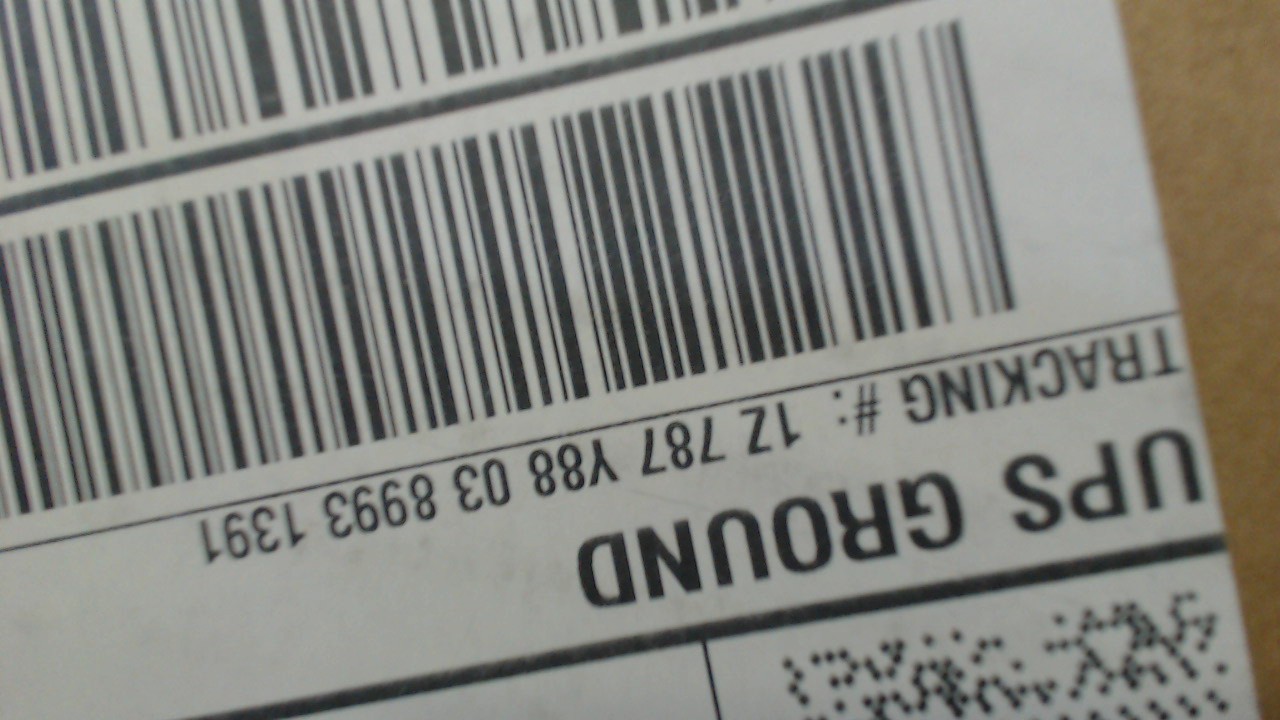 UPS GROUND
TRACKING #: 1Z 787 Y88 03 8993 1391